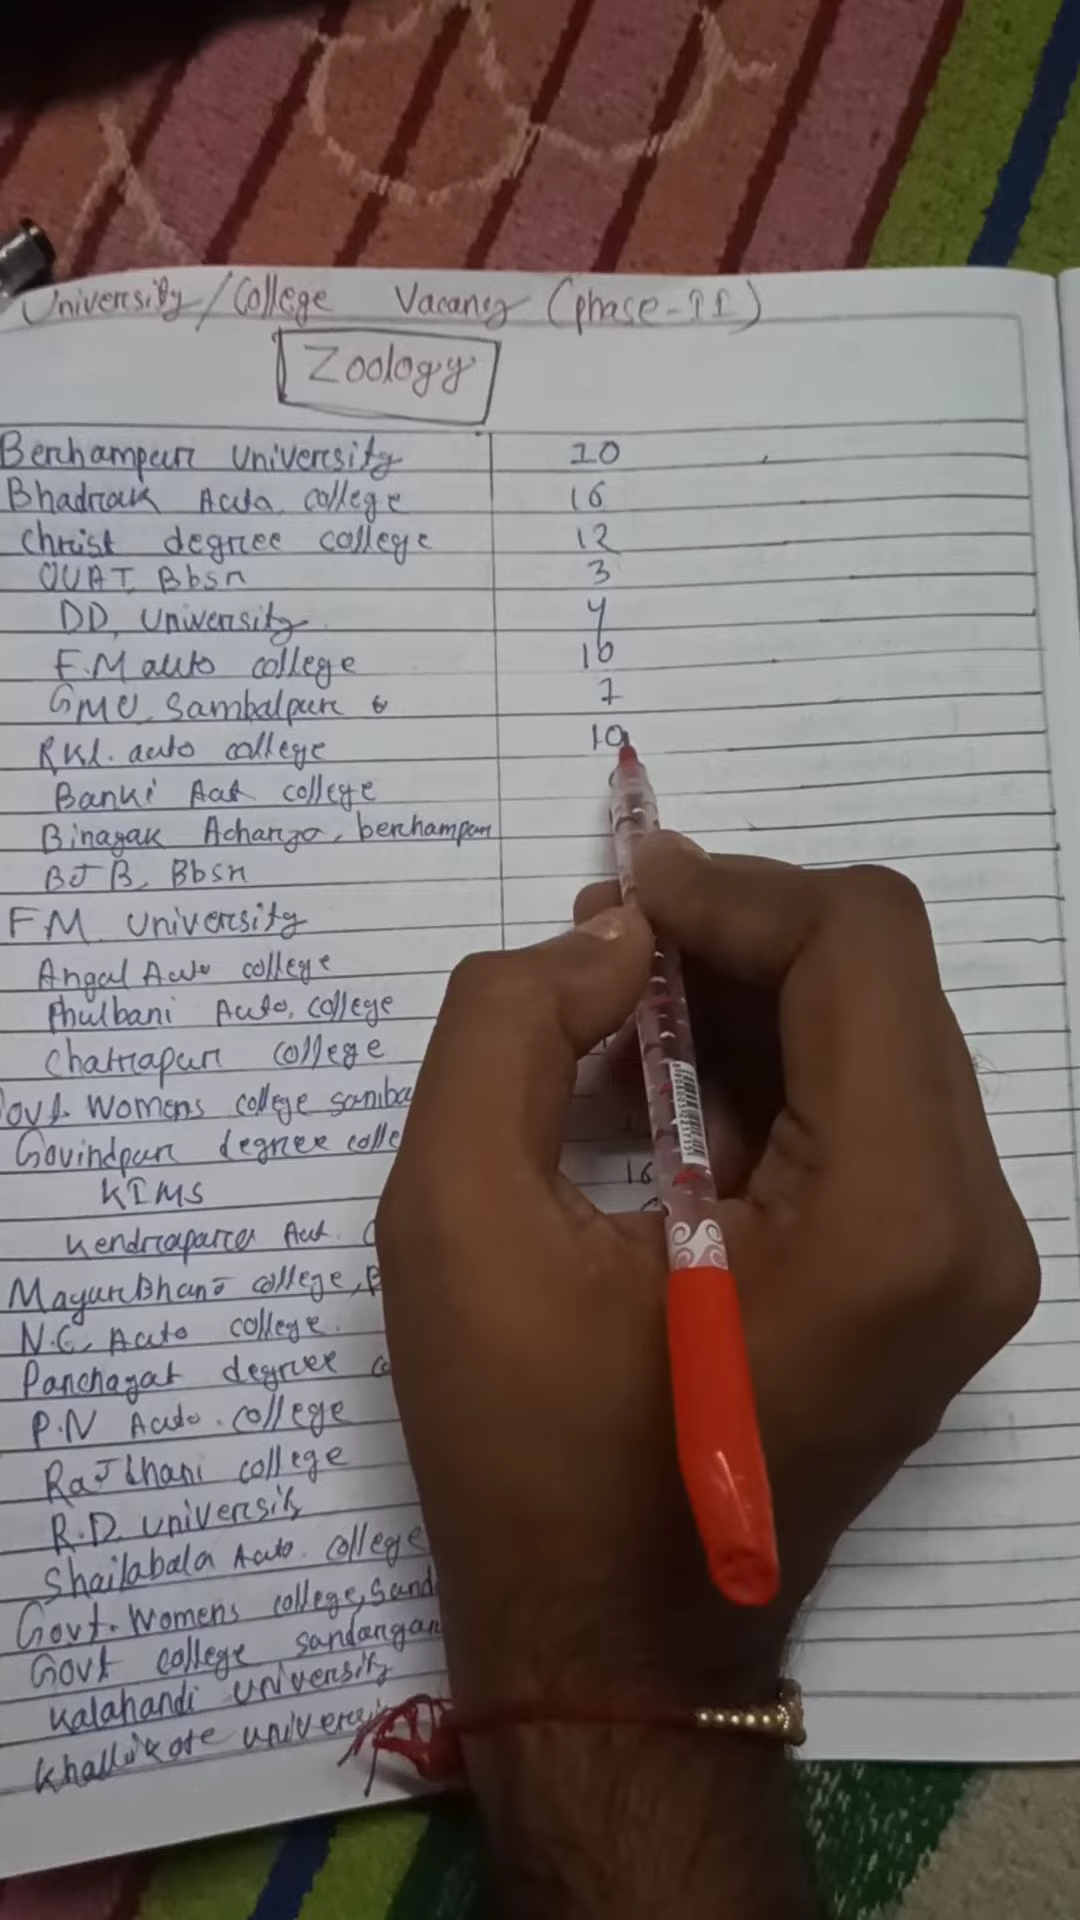 University/College Vacancy (phase-II)
Zoology
Berhampur University 10
Bhadrak Auto. college 16
Christ degree college 12
OUAT, Bbsr 3
DD, University 4
F.M auto college 16
GMU, Sambalpur 7
RKL. auto college 10
Banki Aut college
Binayak Acharya, berhampur
BJB, Bbsr
FM University
Angul Auto college
Phulbani Auto. college
Chatrapur college
Govt. Womens college
Govindpur degree
KIMS 16
Kendrapara Aut.
MayurBhanj college,
N.C, Auto college.
Panchayat degree
P.N Auto. college
RaJdhani college
R.D. University
Shailabala Auto. college
Govt. Womens college,
Govt college
Kalahandi University
Khallikote